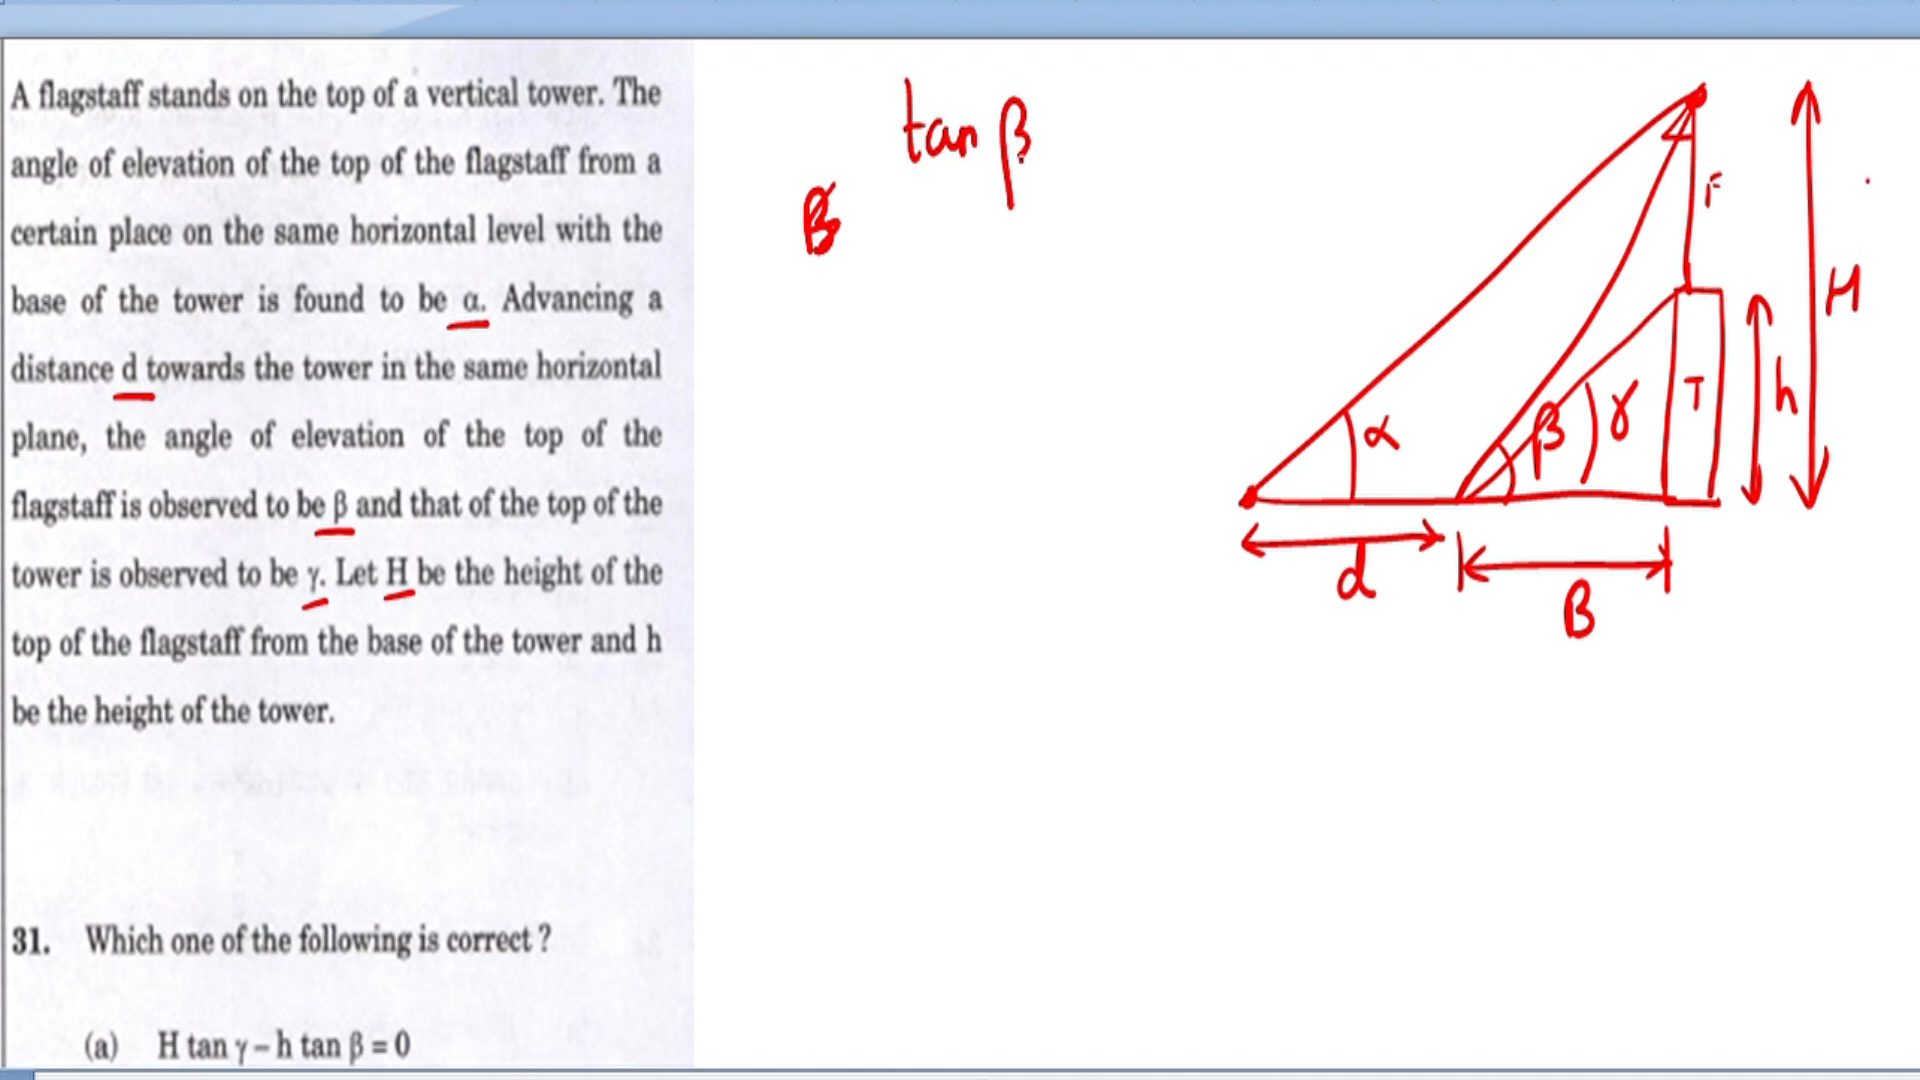 A flagstaff stands on the top of a vertical tower. The
angle of elevation of the top of the flagstaff from a
certain place on the same horizontal level with the
base of the tower is found to be α. Advancing a
distance d towards the tower in the same horizontal
plane, the angle of elevation of the top of the
flagstaff is observed to be β and that of the top of the
tower is observed to be γ. Let H be the height of the
top of the flagstaff from the base of the tower and h
be the height of the tower.
31. Which one of the following is correct ?
(a) H tan γ – h tan β = 0
tan β
B
F
H
T
h
α
β
γ
d
B